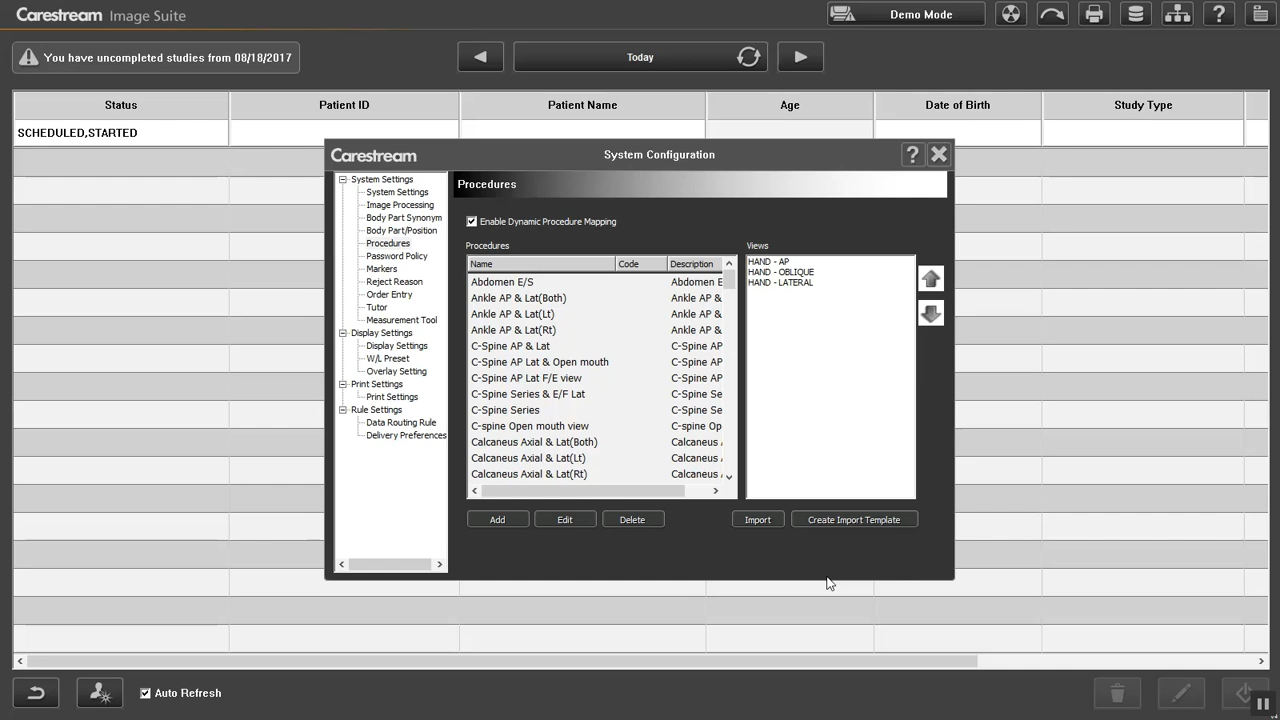 Carestream Image Suite
Demo Mode
You have uncompleted studies from 08/18/2017
Today
Status Patient ID Patient Name Age Date of Birth Study Type
SCHEDULED,STARTED
Carestream System Configuration
System Settings
System Settings
Image Processing
Body Part Synonym
Body Part/Position
Procedures
Password Policy
Markers
Reject Reason
Order Entry
Tutor
Measurement Tool
Display Settings
Display Settings
W/L Preset
Overlay Setting
Print Settings
Print Settings
Rule Settings
Data Routing Rule
Delivery Preferences
Procedures
Enable Dynamic Procedure Mapping
Procedures
Name Code Description
Abdomen E/S Abdomen E
Ankle AP & Lat(Both) Ankle AP &
Ankle AP & Lat(Lt) Ankle AP &
Ankle AP & Lat(Rt) Ankle AP &
C-Spine AP & Lat C-Spine AP
C-Spine AP Lat & Open mouth C-Spine AP
C-Spine AP Lat F/E view C-Spine AP
C-Spine Series & E/F Lat C-Spine Se
C-Spine Series C-Spine Se
C-spine Open mouth view C-spine Op
Calcaneus Axial & Lat(Both) Calcaneus
Calcaneus Axial & Lat(Lt) Calcaneus
Calcaneus Axial & Lat(Rt) Calcaneus
Views
HAND - AP
HAND - OBLIQUE
HAND - LATERAL
Add Edit Delete Import Create Import Template
Auto Refresh